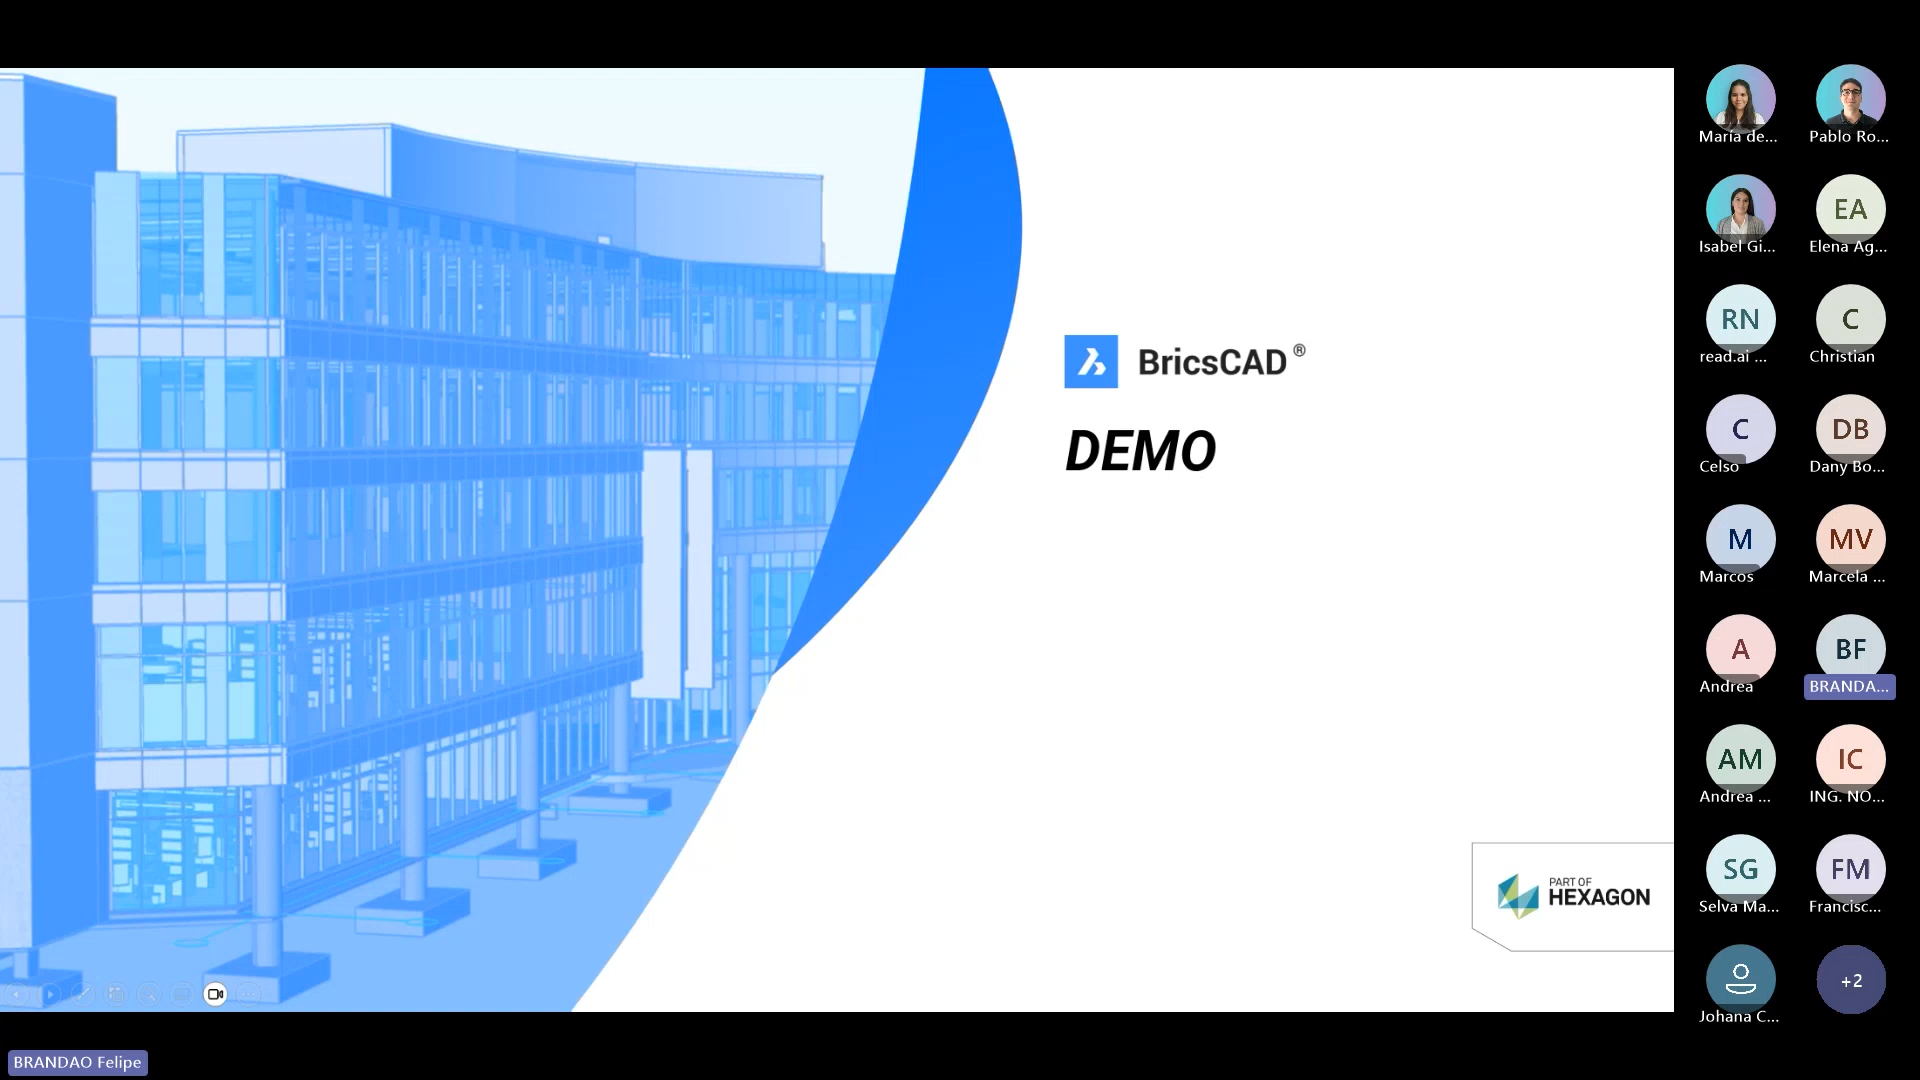 BricsCAD®
DEMO
PART OF
HEXAGON
María de...
Pablo Ro...
Isabel Gi...
EA
Elena Ag...
RN
read.ai ...
C
Christian
C
Celso
DB
Dany Bo...
M
Marcos
MV
Marcela ...
A
Andrea
BF
BRANDA...
AM
Andrea ...
IC
ING. NO...
SG
Selva Ma...
FM
Francisc...
Johana C...
+2
BRANDAO Felipe